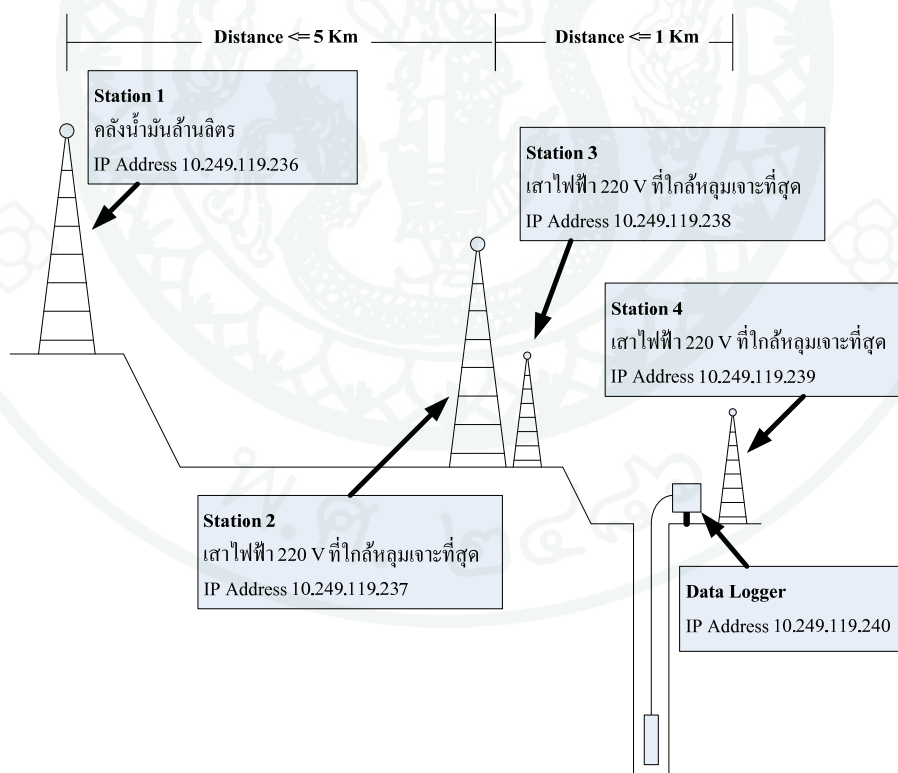 Distance <= 5 Km
Distance <= 1 Km
Station 1
คลังน้ำมันล้านลิตร
IP Address 10.249.119.236
Station 3
เสาไฟฟ้า 220 V ที่ใกล้หลุมเจาะที่สุด
IP Address 10.249.119.238
Station 4
เสาไฟฟ้า 220 V ที่ใกล้หลุมเจาะที่สุด
IP Address 10.249.119.239
Station 2
เสาไฟฟ้า 220 V ที่ใกล้หลุมเจาะที่สุด
IP Address 10.249.119.237
Data Logger
IP Address 10.249.119.240
พ.ศ. ๒๔๘๖